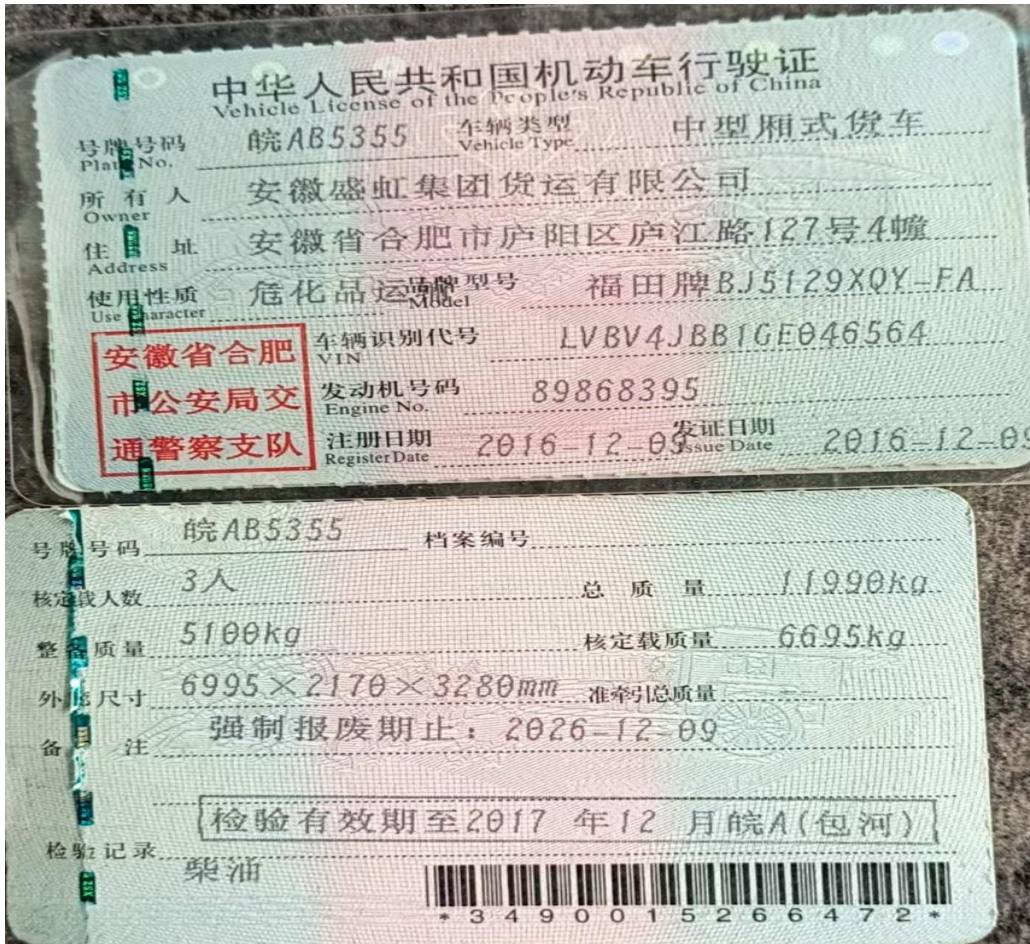 中华人民共和国机动车行驶证
Vehicle License of the People's Republic of China
号牌号码 皖AB5355 车辆类型 中型厢式货车
Plate No. Vehicle Type
所有人 安徽盛虹集团货运有限公司
Owner
住址 安徽省合肥市庐阳区庐江路127号4幢
Address
使用性质 危化品运输 品牌型号 福田牌BJ5129XQY-FA
Use Character Model
安徽省合肥
市公安局交
通警察支队
车辆识别代号 LVBV4JBB1GE046564
VIN
发动机号码 89868395
Engine No.
注册日期 2016-12-09 发证日期 2016-12-09
Register Date Issue Date
号牌号码 皖AB5355 档案编号
核定载人数 3人 总质量 11990kg
整备质量 5100kg 核定载质量 6695kg
外廓尺寸 6995×2170×3280mm 准牵引总质量 --
备注 强制报废期止：2026-12-09
检验有效期至2017 年12 月皖A(包河)
检验记录
柴油
*3490015266472*